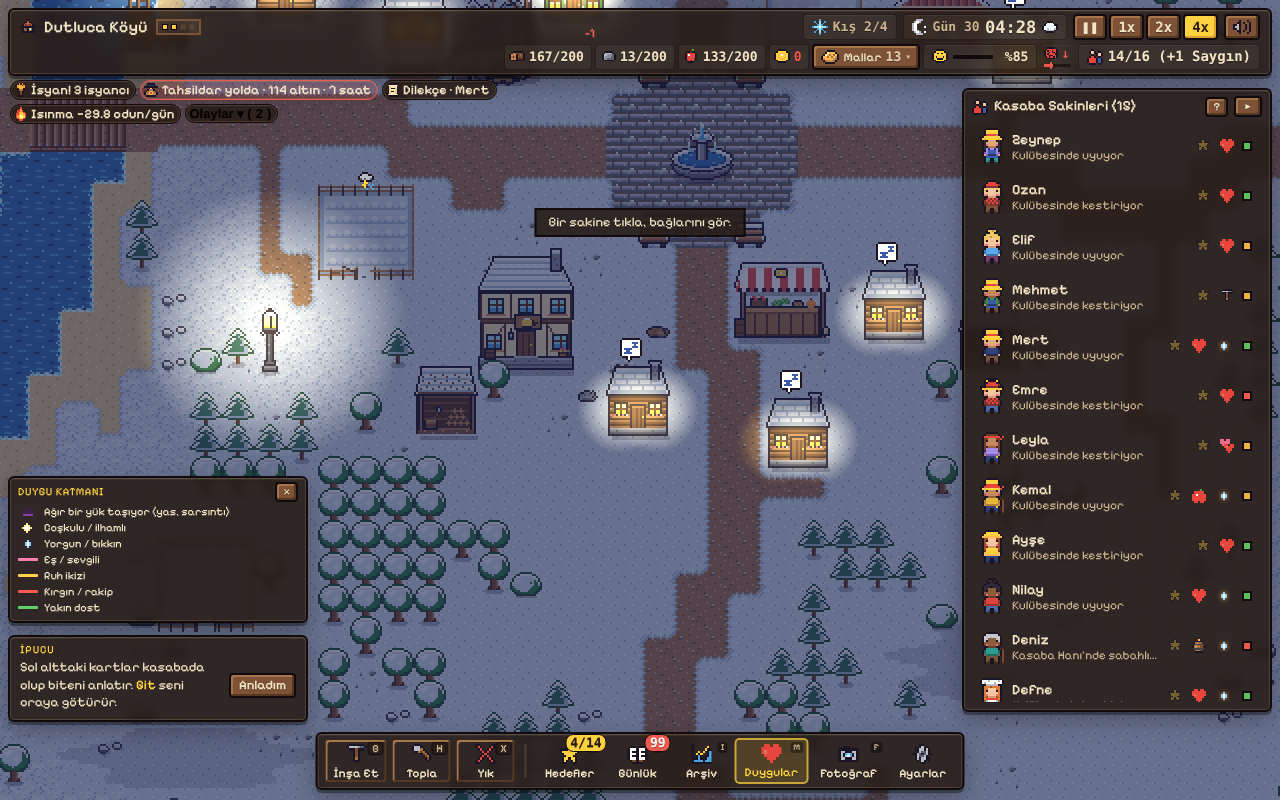 Dutluca Köyü
Kış 2/4
Gün 30 04:28
1x
2x
4x
-1
167/200
13/200
133/200
0
Mallar 13
%85
14/16 (+1 Saygın)
İsyan! 3 isyancı
Tahsildar yolda · 114 altın · 7 saat
Dilekçe · Mert
Isınma -29.8 odun/gün
Olaylar ▾ ( 2 )
Bir sakine tıkla, bağlarını gör.
Kasaba Sakinleri (15)
?
Zeynep
Kulübesinde uyuyor
Ozan
Kulübesinde kestiriyor
Elif
Kulübesinde kestiriyor
Mehmet
Kulübesinde kestiriyor
Mert
Kulübesinde uyuyor
Emre
Kulübesinde kestiriyor
Leyla
Kulübesinde kestiriyor
Kemal
Kulübesinde uyuyor
Ayşe
Kulübesinde kestiriyor
Nilay
Kulübesinde uyuyor
Deniz
Kasaba Hanı'nde sabahlı...
Defne
DUYGU KATMANI
Ağır bir yük taşıyor (yas, sarsıntı)
Coşkulu / ilhamlı
Yorgun / bıkkın
Eş / sevgili
Ruh ikizi
Kırgın / rakip
Yakın dost
İPUCU
Sol alttaki kartlar kasabada
olup biteni anlatır. Git seni
oraya götürür.
Anladım
G
İnşa Et
H
Topla
X
Yık
4/14
Hedefler
99
Günlük
I
Arşiv
M
Duygular
F
Fotoğraf
Ayarlar